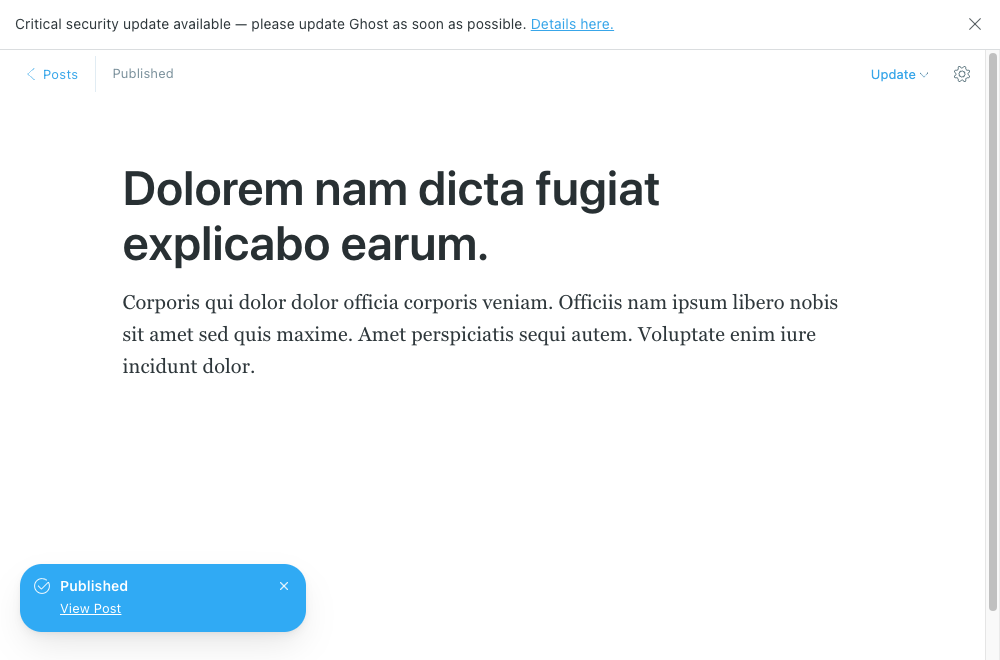 Critical security update available — please update Ghost as soon as possible. Details here.
Posts
Published
Update
Dolorem nam dicta fugiat
explicabo earum.
Corporis qui dolor dolor officia corporis veniam. Officiis nam ipsum libero nobis
sit amet sed quis maxime. Amet perspiciatis sequi autem. Voluptate enim iure
incidunt dolor.
Published
View Post